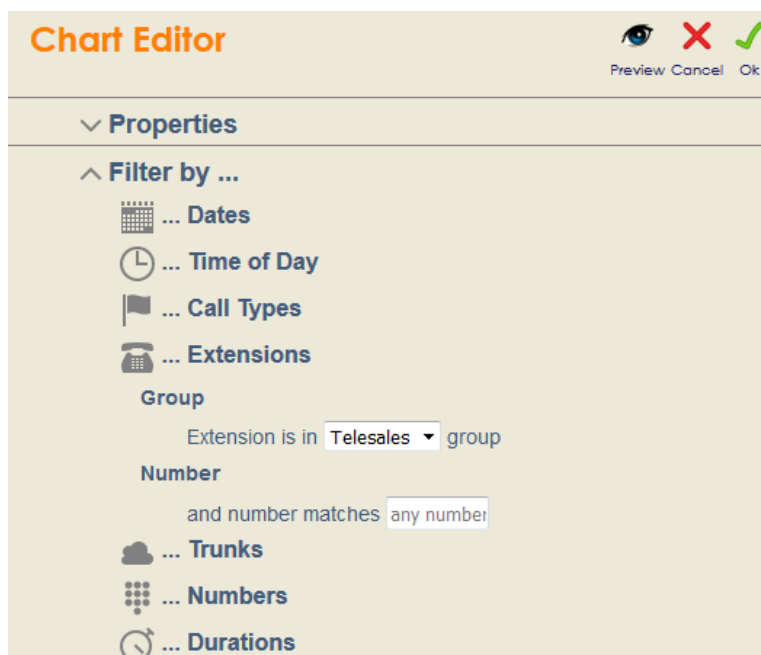 Chart Editor
Preview Cancel Ok
Properties
Filter by ...
... Dates
... Time of Day
... Call Types
... Extensions
Group
Extension is in Telesales group
Number
and number matches any number
... Trunks
... Numbers
... Durations